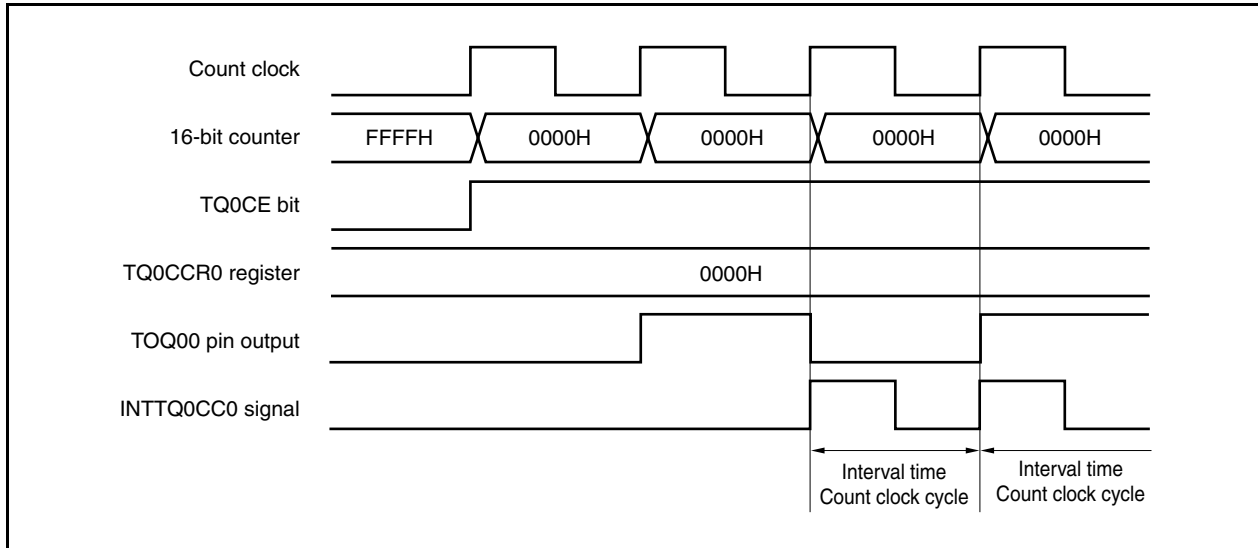 Count clock
16-bit counter
FFFFH 0000H 0000H 0000H 0000H
TQ0CE bit
TQ0CCR0 register
0000H
TOQ00 pin output
INTTQ0CC0 signal
Interval time
Count clock cycle
Interval time
Count clock cycle